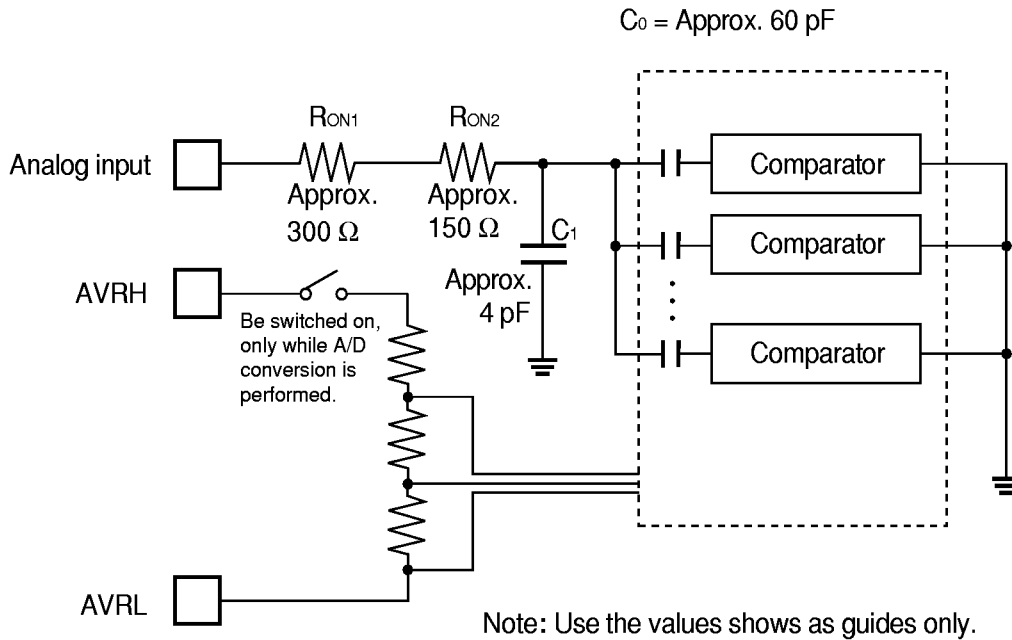 C0 = Approx. 60 pF
RON1
RON2
Analog input
Approx.
300 Ω
Approx.
150 Ω
C1
Approx.
4 pF
Comparator
Comparator
Comparator
AVRH
Be switched on,
only while A/D
conversion is
performed.
AVRL
Note: Use the values shows as guides only.